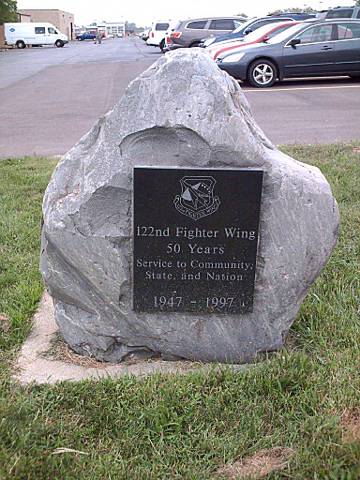 122nd Fighter Wing
50 Years
Service to Community,
State, and Nation
1947 - 1997